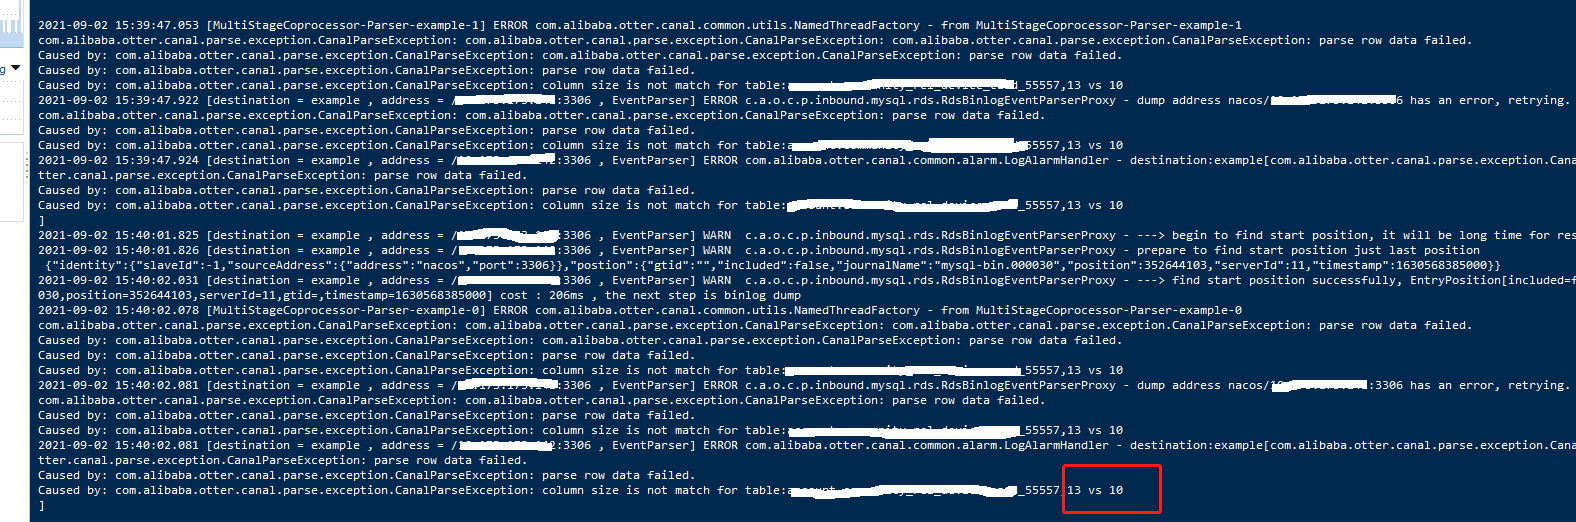 g
2021-09-02 15:39:47.053 [MultiStageCoprocessor-Parser-example-1] ERROR com.alibaba.otter.canal.common.utils.NamedThreadFactory - from MultiStageCoprocessor-Parser-example-1
com.alibaba.otter.canal.parse.exception.CanalParseException: com.alibaba.otter.canal.parse.exception.CanalParseException: com.alibaba.otter.canal.parse.exception.CanalParseException: parse row data failed.
Caused by: com.alibaba.otter.canal.parse.exception.CanalParseException: com.alibaba.otter.canal.parse.exception.CanalParseException: parse row data failed.
Caused by: com.alibaba.otter.canal.parse.exception.CanalParseException: parse row data failed.
Caused by: com.alibaba.otter.canal.parse.exception.CanalParseException: column size is not match for table: _55557,13 vs 10
2021-09-02 15:39:47.922 [destination = example , address = / :3306 , EventParser] ERROR c.a.o.c.p.inbound.mysql.rds.RdsBinlogEventParserProxy - dump address nacos/ 6 has an error, retrying.
com.alibaba.otter.canal.parse.exception.CanalParseException: com.alibaba.otter.canal.parse.exception.CanalParseException: parse row data failed.
Caused by: com.alibaba.otter.canal.parse.exception.CanalParseException: parse row data failed.
Caused by: com.alibaba.otter.canal.parse.exception.CanalParseException: column size is not match for table: _55557,13 vs 10
2021-09-02 15:39:47.924 [destination = example , address = / :3306 , EventParser] ERROR com.alibaba.otter.canal.common.alarm.LogAlarmHandler - destination:example[com.alibaba.otter.canal.parse.exception.Cana
tter.canal.parse.exception.CanalParseException: parse row data failed.
Caused by: com.alibaba.otter.canal.parse.exception.CanalParseException: parse row data failed.
Caused by: com.alibaba.otter.canal.parse.exception.CanalParseException: column size is not match for table: _55557,13 vs 10
]
2021-09-02 15:40:01.825 [destination = example , address = / :3306 , EventParser] WARN  c.a.o.c.p.inbound.mysql.rds.RdsBinlogEventParserProxy - ---> begin to find start position, it will be long time for res
2021-09-02 15:40:01.826 [destination = example , address = / :3306 , EventParser] WARN  c.a.o.c.p.inbound.mysql.rds.RdsBinlogEventParserProxy - prepare to find start position just last position
{"identity":{"slaveId":-1,"sourceAddress":{"address":"nacos","port":3306}},"postion":{"gtid":"","included":false,"journalName":"mysql-bin.000030","position":352644103,"serverId":11,"timestamp":1630568385000}}
2021-09-02 15:40:02.031 [destination = example , address = / :3306 , EventParser] WARN  c.a.o.c.p.inbound.mysql.rds.RdsBinlogEventParserProxy - ---> find start position successfully, EntryPosition[included=f
030,position=352644103,serverId=11,gtid=,timestamp=1630568385000] cost : 206ms , the next step is binlog dump
2021-09-02 15:40:02.078 [MultiStageCoprocessor-Parser-example-0] ERROR com.alibaba.otter.canal.common.utils.NamedThreadFactory - from MultiStageCoprocessor-Parser-example-0
com.alibaba.otter.canal.parse.exception.CanalParseException: com.alibaba.otter.canal.parse.exception.CanalParseException: com.alibaba.otter.canal.parse.exception.CanalParseException: parse row data failed.
Caused by: com.alibaba.otter.canal.parse.exception.CanalParseException: com.alibaba.otter.canal.parse.exception.CanalParseException: parse row data failed.
Caused by: com.alibaba.otter.canal.parse.exception.CanalParseException: parse row data failed.
Caused by: com.alibaba.otter.canal.parse.exception.CanalParseException: column size is not match for table: _55557,13 vs 10
2021-09-02 15:40:02.081 [destination = example , address = / :3306 , EventParser] ERROR c.a.o.c.p.inbound.mysql.rds.RdsBinlogEventParserProxy - dump address nacos/ :3306 has an error, retrying.
com.alibaba.otter.canal.parse.exception.CanalParseException: com.alibaba.otter.canal.parse.exception.CanalParseException: parse row data failed.
Caused by: com.alibaba.otter.canal.parse.exception.CanalParseException: parse row data failed.
Caused by: com.alibaba.otter.canal.parse.exception.CanalParseException: column size is not match for table: _55557,13 vs 10
2021-09-02 15:40:02.081 [destination = example , address = / 2:3306 , EventParser] ERROR com.alibaba.otter.canal.common.alarm.LogAlarmHandler - destination:example[com.alibaba.otter.canal.parse.exception.Cana
tter.canal.parse.exception.CanalParseException: parse row data failed.
Caused by: com.alibaba.otter.canal.parse.exception.CanalParseException: parse row data failed.
Caused by: com.alibaba.otter.canal.parse.exception.CanalParseException: column size is not match for table: _55557,13 vs 10
]